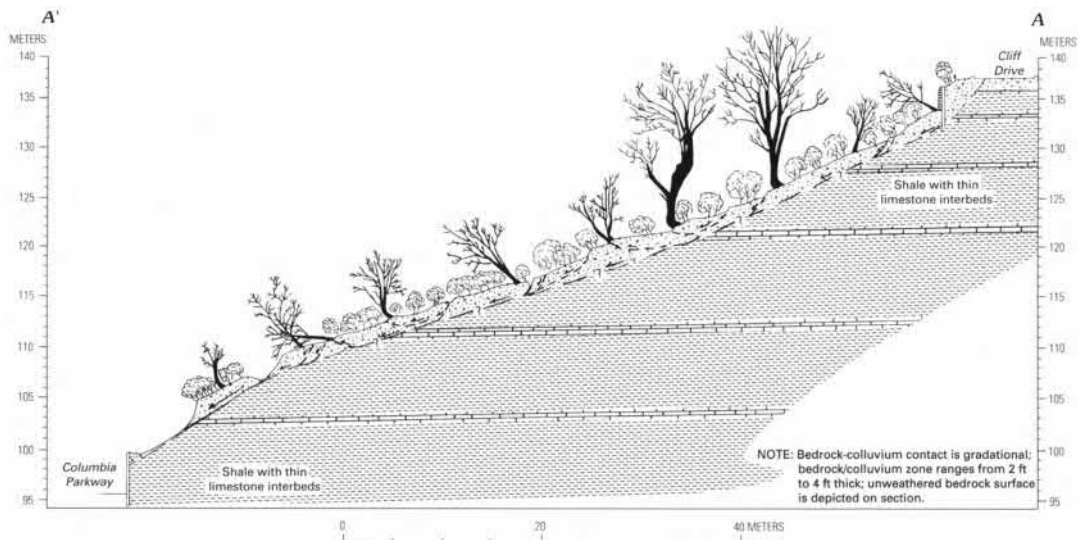 A'
A
METERS
METERS
140
140
Cliff
Drive
135
135
130
130
Shale with thin
limestone interbeds
125
125
120
120
115
115
110
110
105
105
100
100
Columbia
Parkway
Shale with thin
limestone interbeds
NOTE: Bedrock-colluvium contact is gradational;
bedrock/colluvium zone ranges from 2 ft
to 4 ft thick; unweathered bedrock surface
is depicted on section.
95
95
0
20
40 METERS